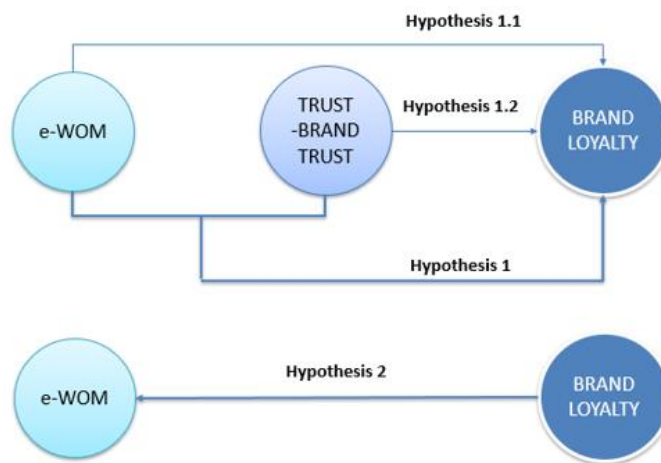 Hypothesis 1.1
e-WOM
TRUST
-BRAND
TRUST
Hypothesis 1.2
BRAND
LOYALTY
Hypothesis 1
e-WOM
Hypothesis 2
BRAND
LOYALTY